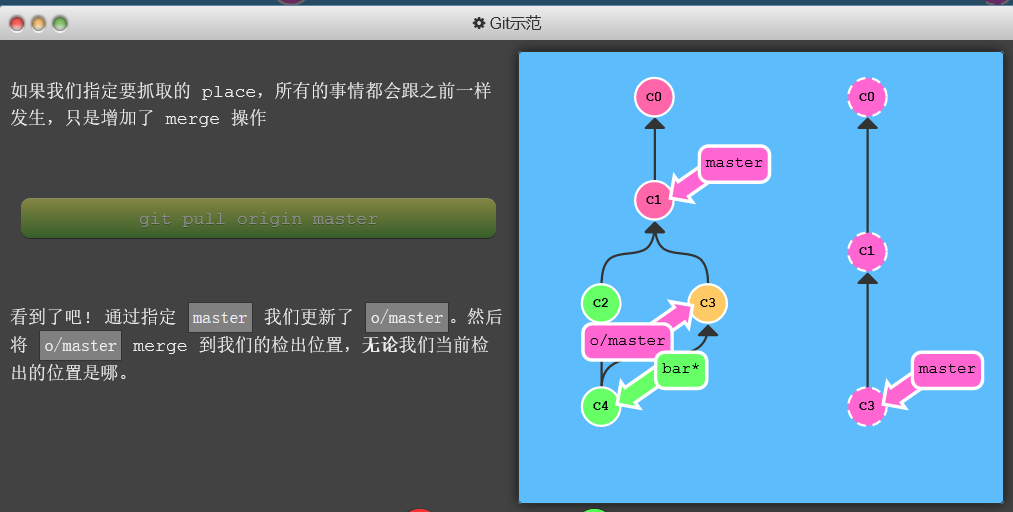 Git示范
如果我们指定要抓取的 place，所有的事情都会跟之前一样
发生，只是增加了 merge 操作
git pull origin master
看到了吧! 通过指定 master 我们更新了 o/master。然后
将 o/master merge 到我们的检出位置，无论我们当前检
出的位置是哪。
c0
c0
master
c1
c1
c2
c3
o/master
bar*
master
c4
c3